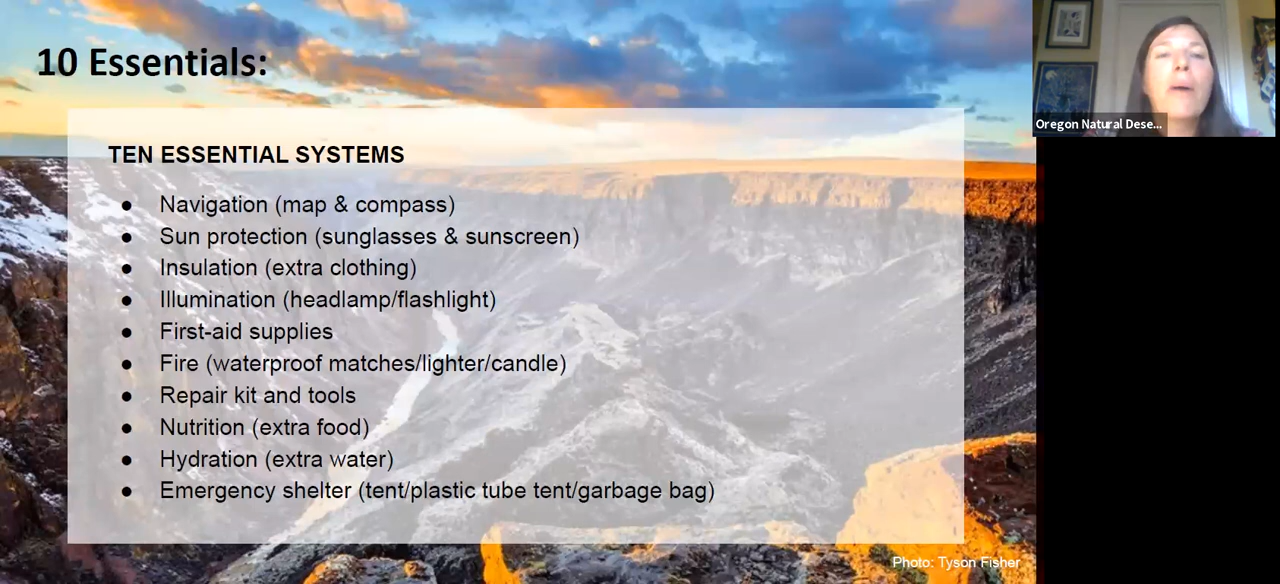 10 Essentials:
TEN ESSENTIAL SYSTEMS
● Navigation (map & compass)
● Sun protection (sunglasses & sunscreen)
● Insulation (extra clothing)
● Illumination (headlamp/flashlight)
● First-aid supplies
● Fire (waterproof matches/lighter/candle)
● Repair kit and tools
● Nutrition (extra food)
● Hydration (extra water)
● Emergency shelter (tent/plastic tube tent/garbage bag)
Photo: Tyson Fisher
Oregon Natural Dese...